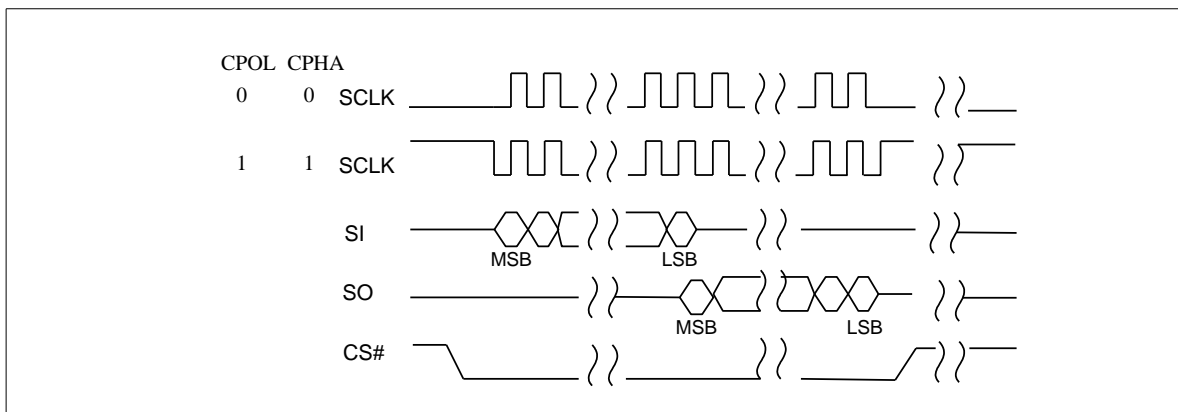 CPOL CPHA
0 0 SCLK
1 1 SCLK
SI
MSB LSB
SO
MSB LSB
CS#